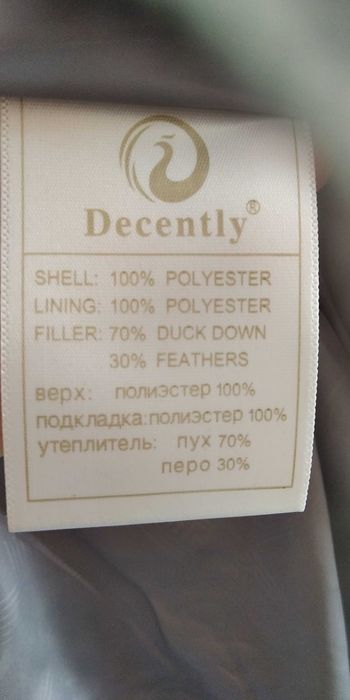 Decently®
SHELL: 100% POLYESTER
LINING: 100% POLYESTER
FILLER: 70% DUCK DOWN
30% FEATHERS
верх: полиэстер 100%
подкладка: полиэстер 100%
утеплитель: пух 70%
перо 30%